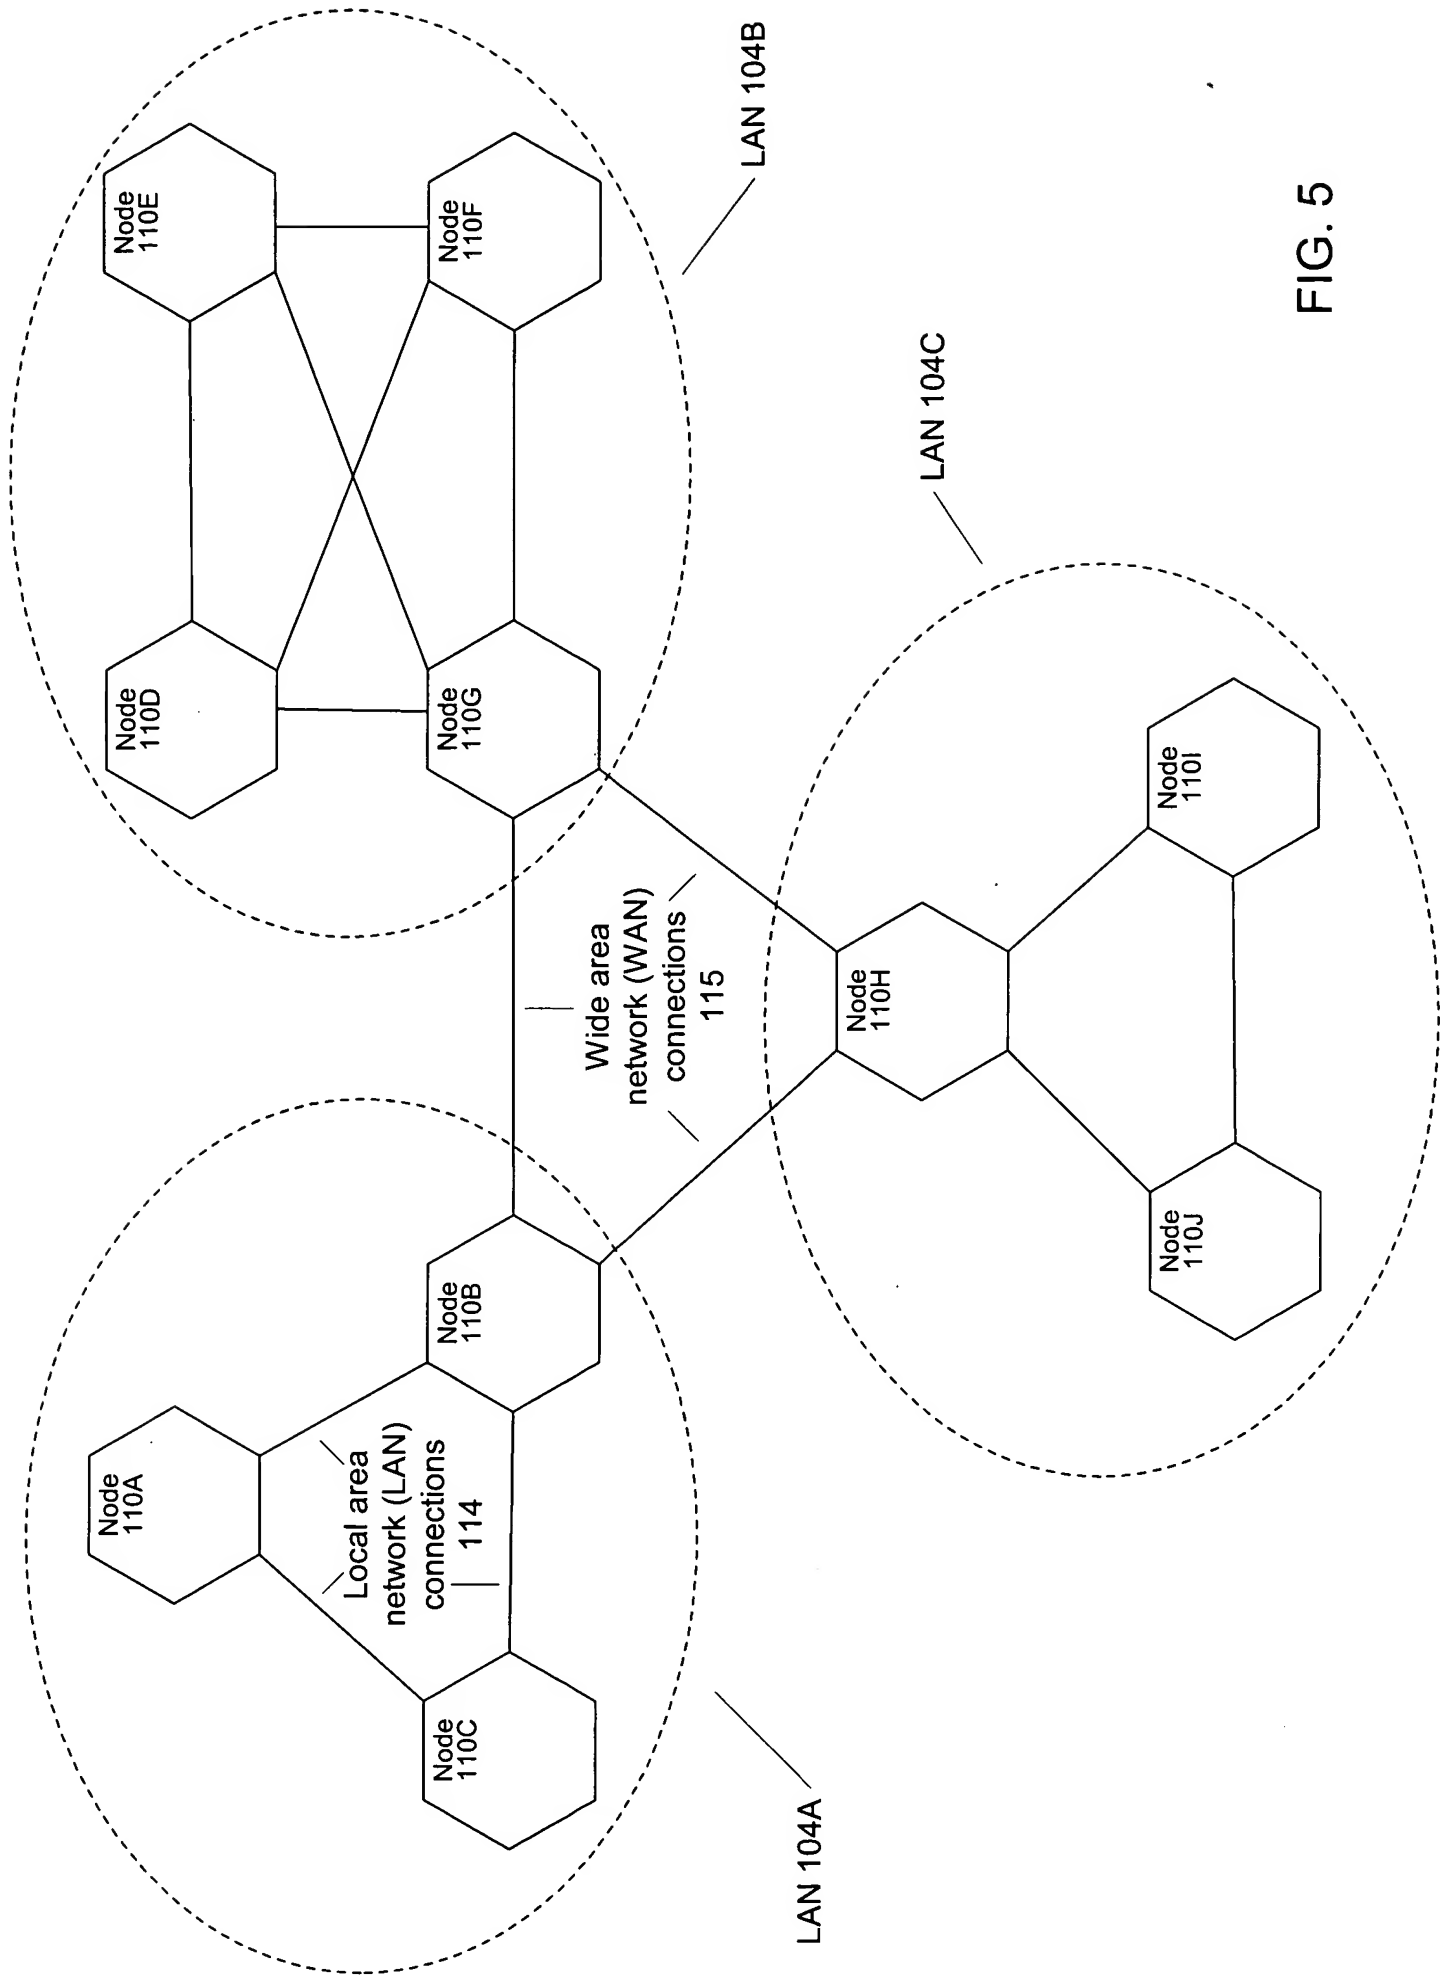 Node
110A
Node
110D
Node
110E
Local area
network (LAN)
connections
114
Node
110C
Node
110B
Node
110G
Node
110F
Wide area
network (WAN)
connections
115
LAN 104A
LAN 104B
Node
110H
LAN 104C
Node
110J
Node
110I
FIG. 5